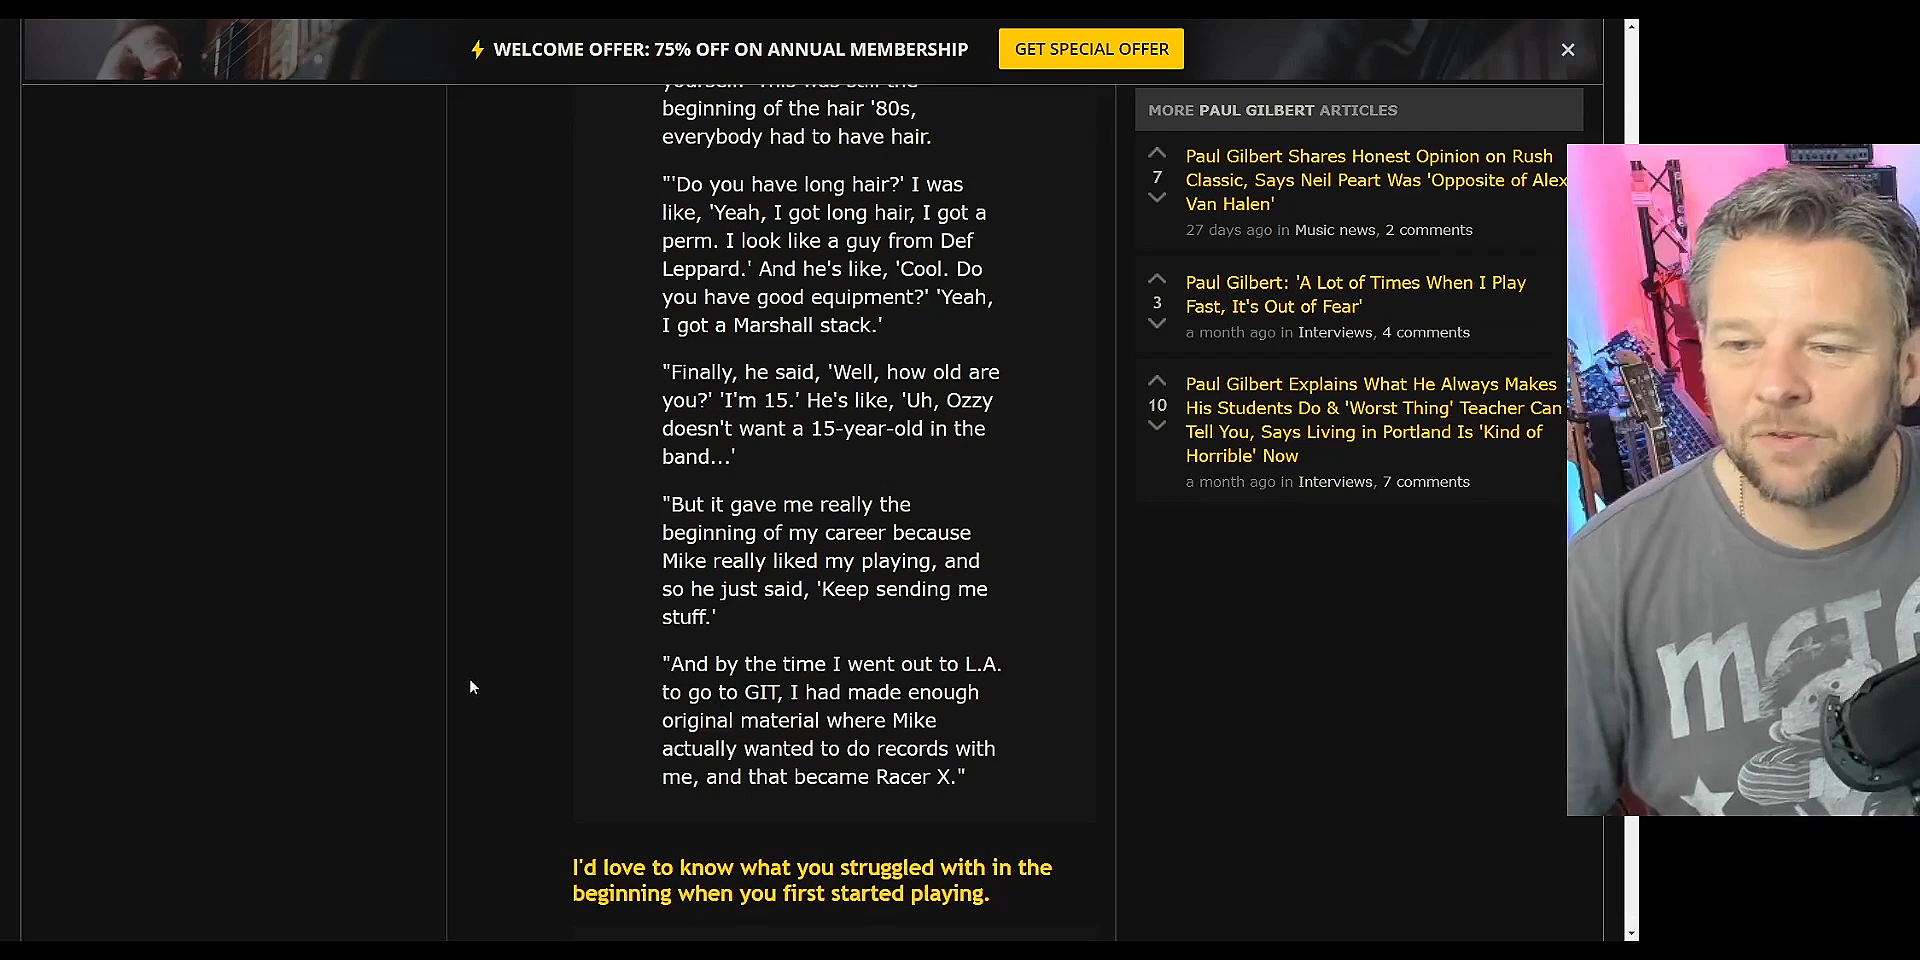 WELCOME OFFER: 75% OFF ON ANNUAL MEMBERSHIP
GET SPECIAL OFFER
beginning of the hair '80s,
everybody had to have hair.
"'Do you have long hair?' I was
like, 'Yeah, I got long hair, I got a
perm. I look like a guy from Def
Leppard.' And he's like, 'Cool. Do
you have good equipment?' 'Yeah,
I got a Marshall stack.'
"Finally, he said, 'Well, how old are
you?' 'I'm 15.' He's like, 'Uh, Ozzy
doesn't want a 15-year-old in the
band...'
"But it gave me really the
beginning of my career because
Mike really liked my playing, and
so he just said, 'Keep sending me
stuff.'
"And by the time I went out to L.A.
to go to GIT, I had made enough
original material where Mike
actually wanted to do records with
me, and that became Racer X."
I'd love to know what you struggled with in the
beginning when you first started playing.
MORE PAUL GILBERT ARTICLES
7
Paul Gilbert Shares Honest Opinion on Rush
Classic, Says Neil Peart Was 'Opposite of Alex
Van Halen'
27 days ago in Music news, 2 comments
3
Paul Gilbert: 'A Lot of Times When I Play
Fast, It's Out of Fear'
a month ago in Interviews, 4 comments
10
Paul Gilbert Explains What He Always Makes
His Students Do & 'Worst Thing' Teacher Can
Tell You, Says Living in Portland Is 'Kind of
Horrible' Now
a month ago in Interviews, 7 comments